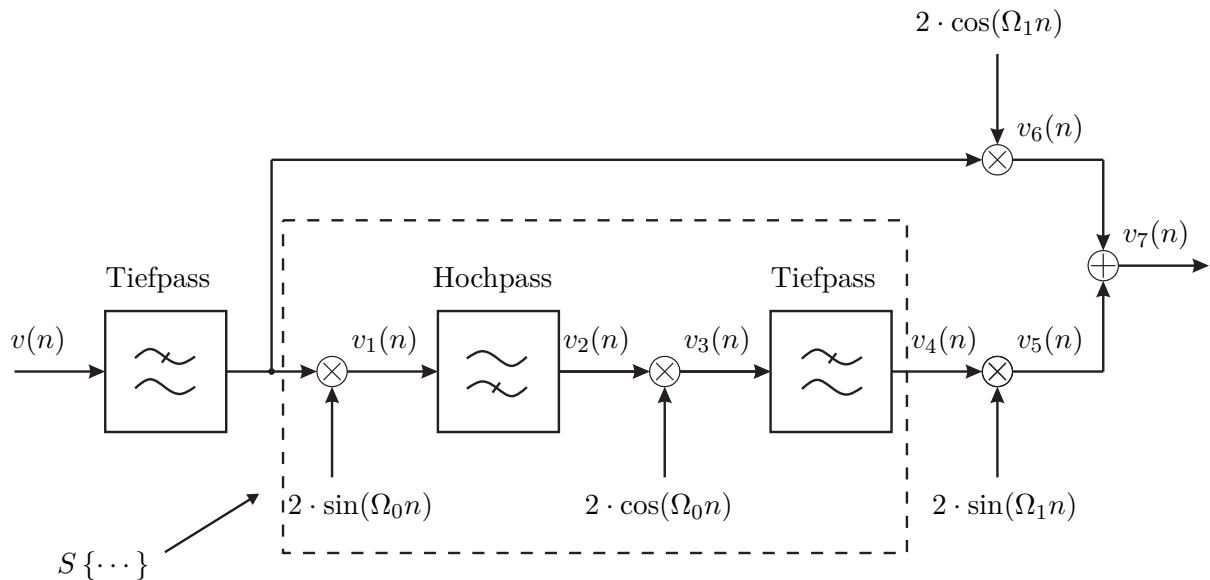 2 · cos(Ω₁n)
v₆(n)
v₇(n)
Tiefpass
Hochpass
Tiefpass
v(n)
v₁(n)
v₂(n)
v₃(n)
v₄(n)
v₅(n)
2 · sin(Ω₀n)
2 · cos(Ω₀n)
2 · sin(Ω₁n)
S {· · · }